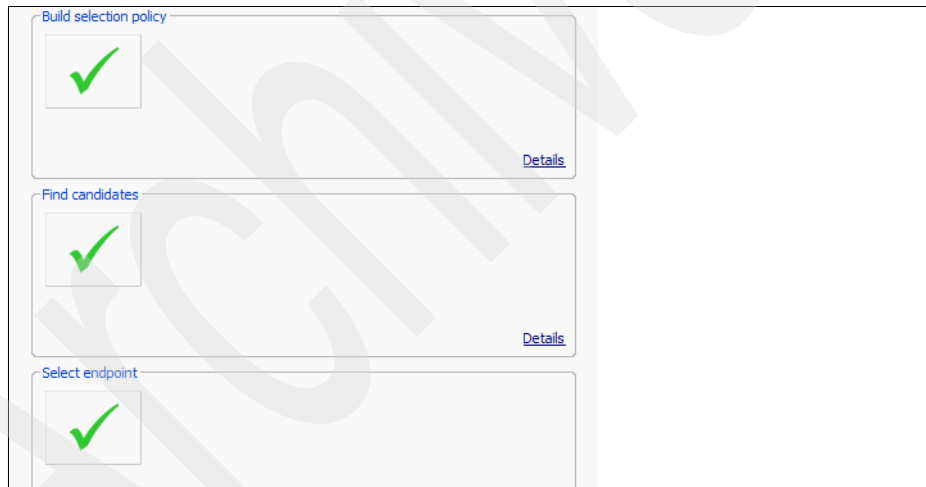 Build selection policy
Details
Find candidates
Details
Select endpoint